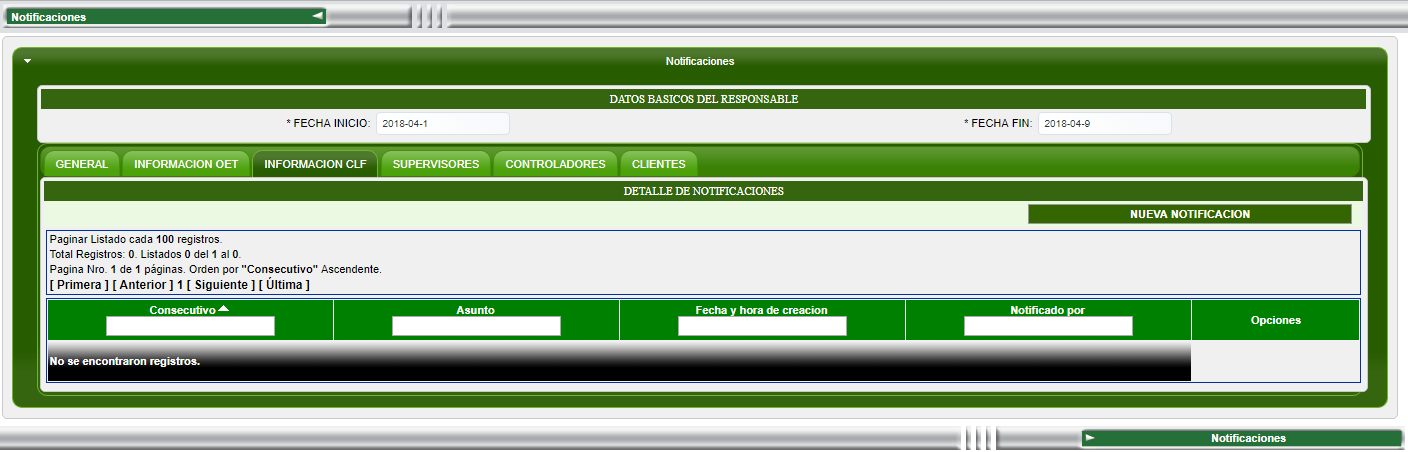 Notificaciones
Notificaciones
DATOS BASICOS DEL RESPONSABLE
* FECHA INICIO: 2018-04-1 * FECHA FIN: 2018-04-9
GENERAL INFORMACION OET INFORMACION CLF SUPERVISORES CONTROLADORES CLIENTES
DETALLE DE NOTIFICACIONES
NUEVA NOTIFICACION
Paginar Listado cada 100 registros.
Total Registros: 0. Listados 0 del 1 al 0.
Pagina Nro. 1 de 1 páginas. Orden por "Consecutivo" Ascendente.
[ Primera ] [ Anterior ] 1 [ Siguiente ] [ Última ]
Consecutivo Asunto Fecha y hora de creacion Notificado por Opciones
No se encontraron registros.
Notificaciones